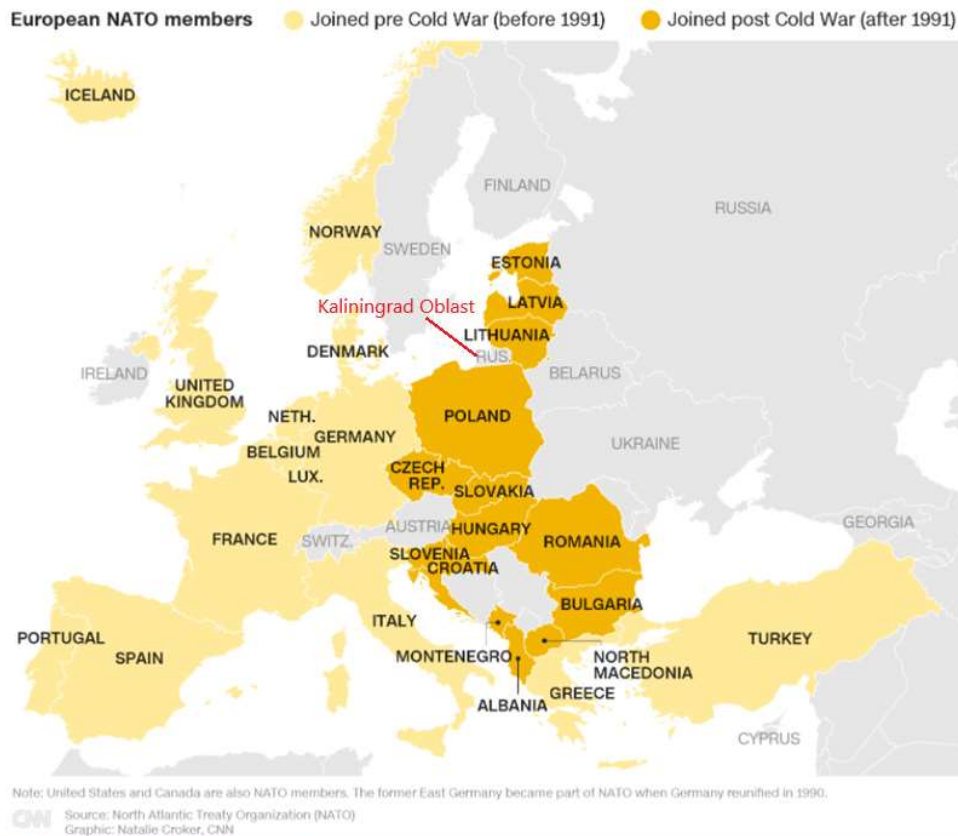 European NATO members
Joined pre Cold War (before 1991)
Joined post Cold War (after 1991)
ICELAND
FINLAND
RUSSIA
NORWAY
SWEDEN
ESTONIA
LATVIA
Kaliningrad Oblast
LITHUANIA
RUS.
DENMARK
IRELAND
BELARUS
UNITED
KINGDOM
NETH.
POLAND
GERMANY
BELGIUM
UKRAINE
LUX.
CZECH
REP.
SLOVAKIA
AUSTRIA
HUNGARY
GEORGIA
FRANCE
SWITZ.
ROMANIA
SLOVENIA
CROATIA
BULGARIA
ITALY
PORTUGAL
SPAIN
TURKEY
MONTENEGRO
NORTH
MACEDONIA
GREECE
ALBANIA
CYPRUS
Note: United States and Canada are also NATO members. The former East Germany became part of NATO when Germany reunified in 1990.
CNN
Source: North Atlantic Treaty Organization (NATO)
Graphic: Natalie Croker, CNN